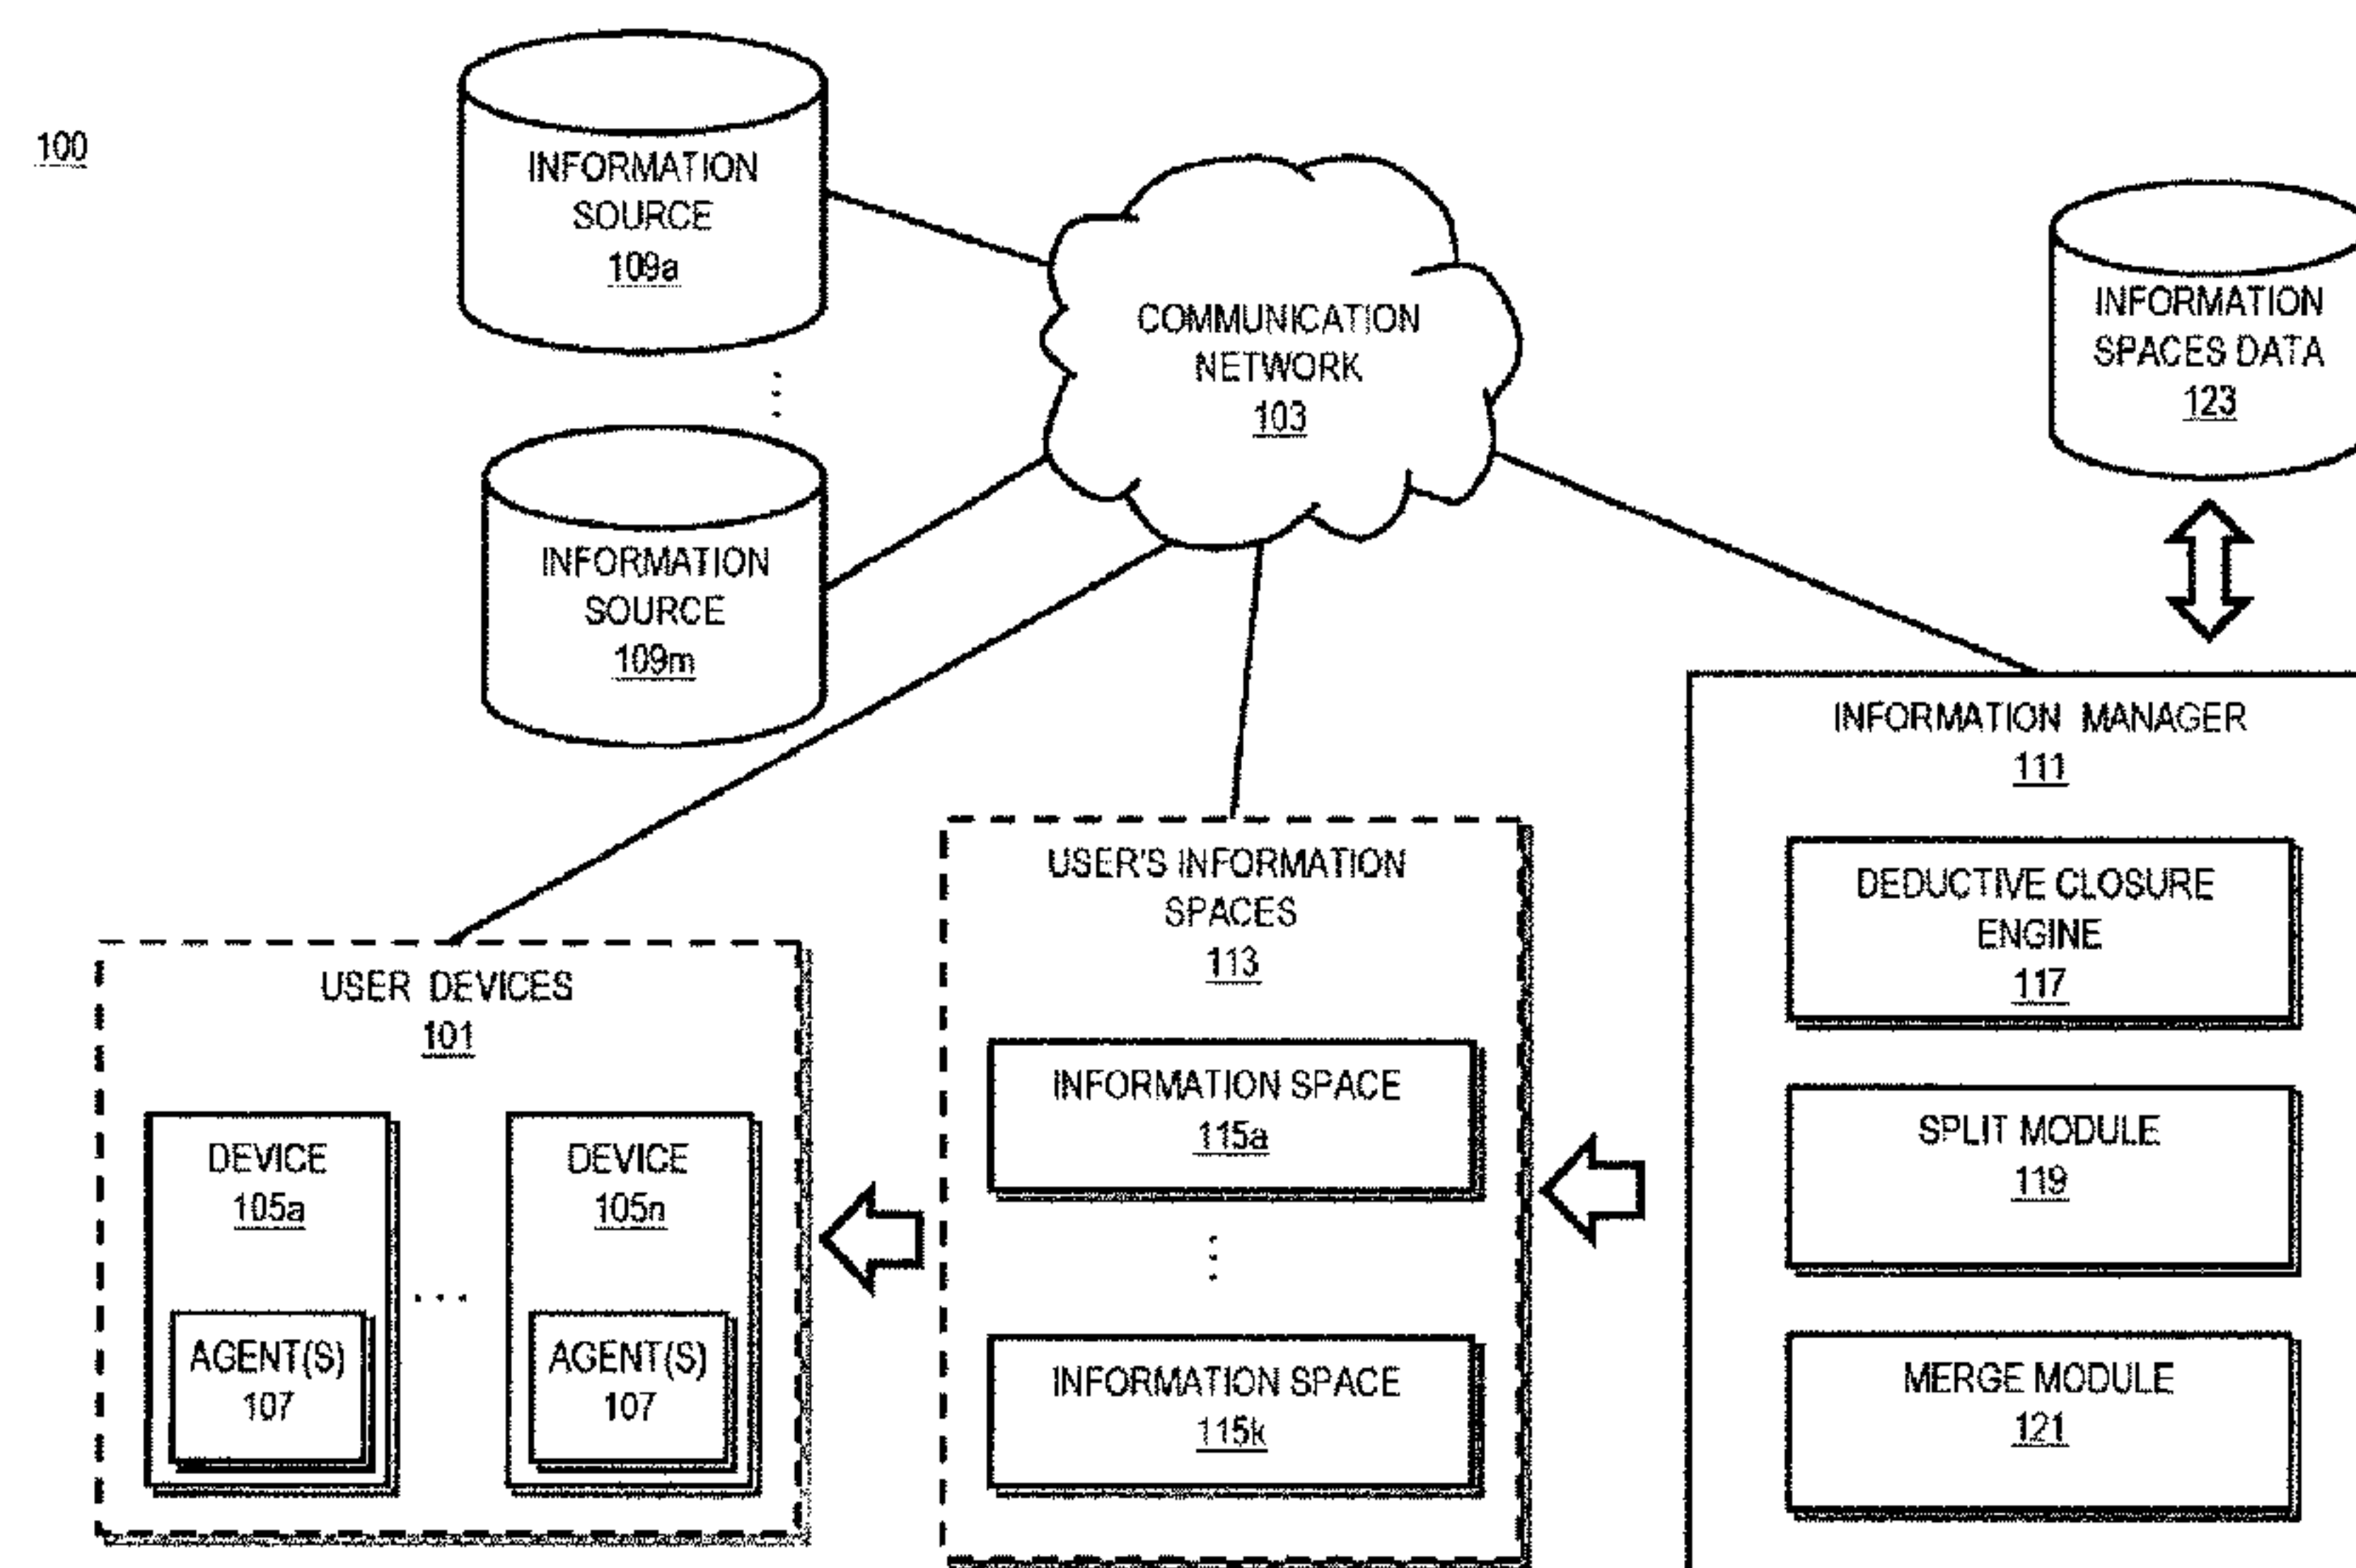 100
INFORMATION
SOURCE
109a
INFORMATION
SOURCE
109m
COMMUNICATION
NETWORK
103
INFORMATION
SPACES DATA
123
INFORMATION MANAGER
111
DEDUCTIVE CLOSURE
ENGINE
117
SPLIT MODULE
119
MERGE MODULE
121
USER'S INFORMATION
SPACES
113
INFORMATION SPACE
115a
INFORMATION SPACE
115k
USER DEVICES
101
DEVICE
105a
AGENT(S)
107
DEVICE
105n
AGENT(S)
107